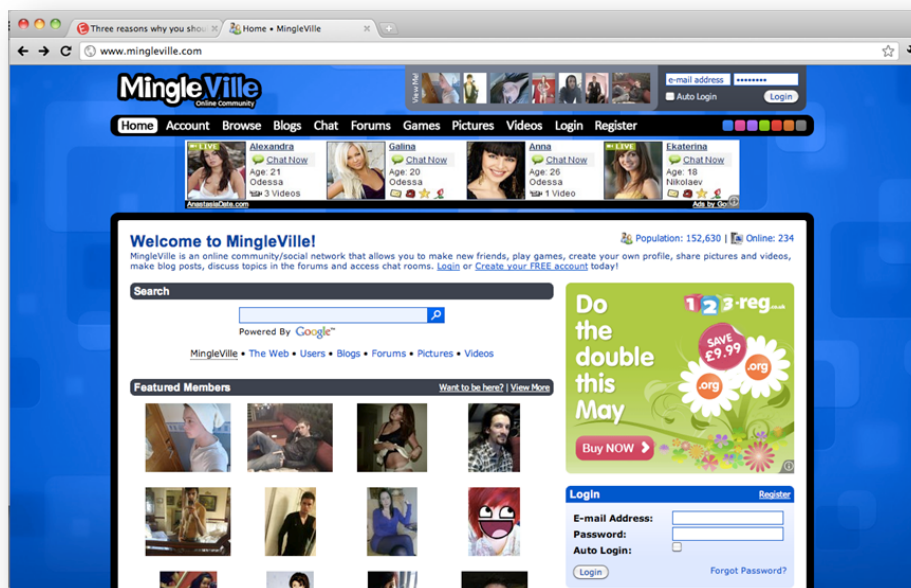 Three reasons why you shou
Home • MingleVille
www.mingleville.com
MingleVille
Online Community
View Me!
e-mail address ••••••••
Auto Login Login
Home Account Browse Blogs Chat Forums Games Pictures Videos Login Register
LIVE
Alexandra
Chat Now
Age: 21
Odessa
3 Videos
AnastasiaDate.com
Galina
Chat Now
Age: 20
Odessa
Anna
Chat Now
Age: 26
Odessa
1 Video
LIVE
Ekaterina
Chat Now
Age: 18
Nikolaev
Ads by Go
Welcome to MingleVille!
Population: 152,630 | Online: 234
MingleVille is an online community/social network that allows you to make new friends, play games, create your own profile, share pictures and videos,
make blog posts, discuss topics in the forums and access chat rooms. Login or Create your FREE account today!
Search
Powered By Google™
MingleVille • The Web • Users • Blogs • Forums • Pictures • Videos
Featured Members Want to be here? | View More
Do
the
double
this
May
123-reg.co.uk
SAVE
£9.99
.org
.org
Buy NOW
Login Register
E-mail Address:
Password:
Auto Login:
Login Forgot Password?